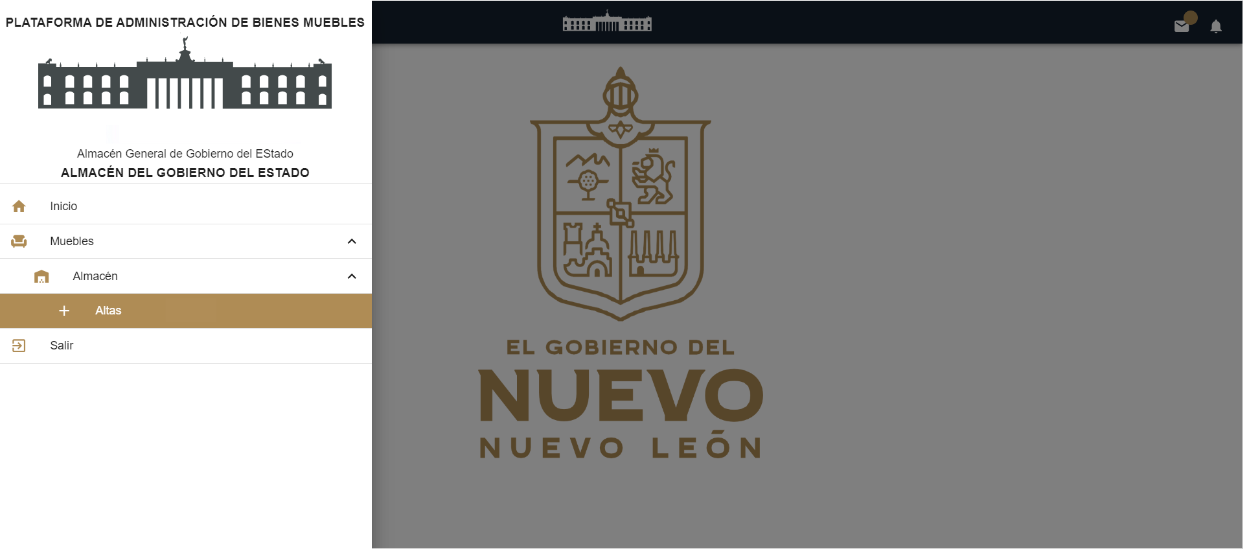 PLATAFORMA DE ADMINISTRACIÓN DE BIENES MUEBLES
Almacén General de Gobierno del EStado
ALMACÉN DEL GOBIERNO DEL ESTADO
Inicio
Muebles
Almacén
Altas
Salir
EL GOBIERNO DEL
NUEVO
NUEVO LEÓN